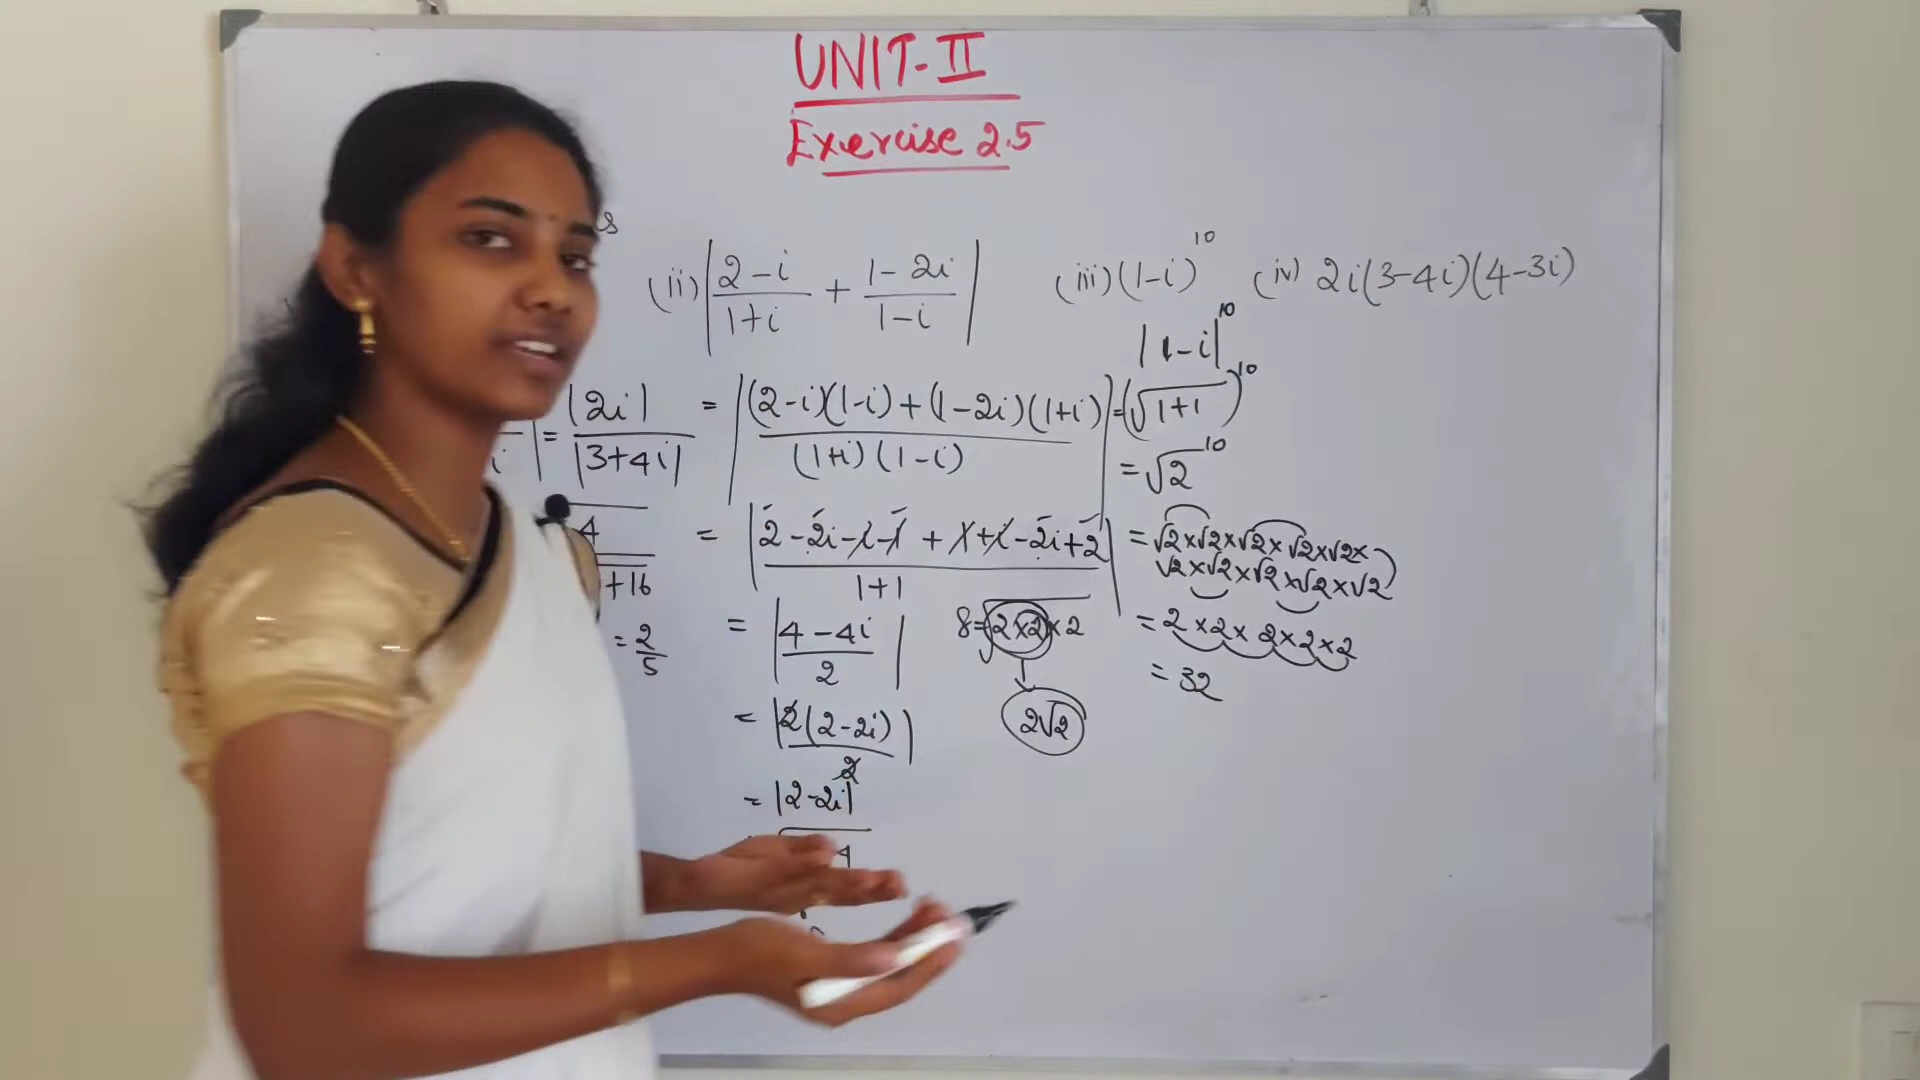 UNIT-II
Exercise 2.5
(ii) |2-i/1+i + 1-2i/1-i|
(iii) (1-i)^10
(iv) 2i(3-4i)(4-3i)
= |2i|/|3+4i|
4
+16
= 2/5
= |(2-i)(1-i)+(1-2i)(1+i)/(1+i)(1-i)|
= |2-2i-i-1+1+i-2i+2/1+1|
= |4-4i/2|
= |2(2-2i)/2|
= |2-2i|
4
8=√2×2×2
2√2
|1-i|^10
=(√1+1)^10
=√2^10
=√2×√2×√2×√2×√2×
√2×√2×√2×√2×√2
=2×2×2×2×2
=32